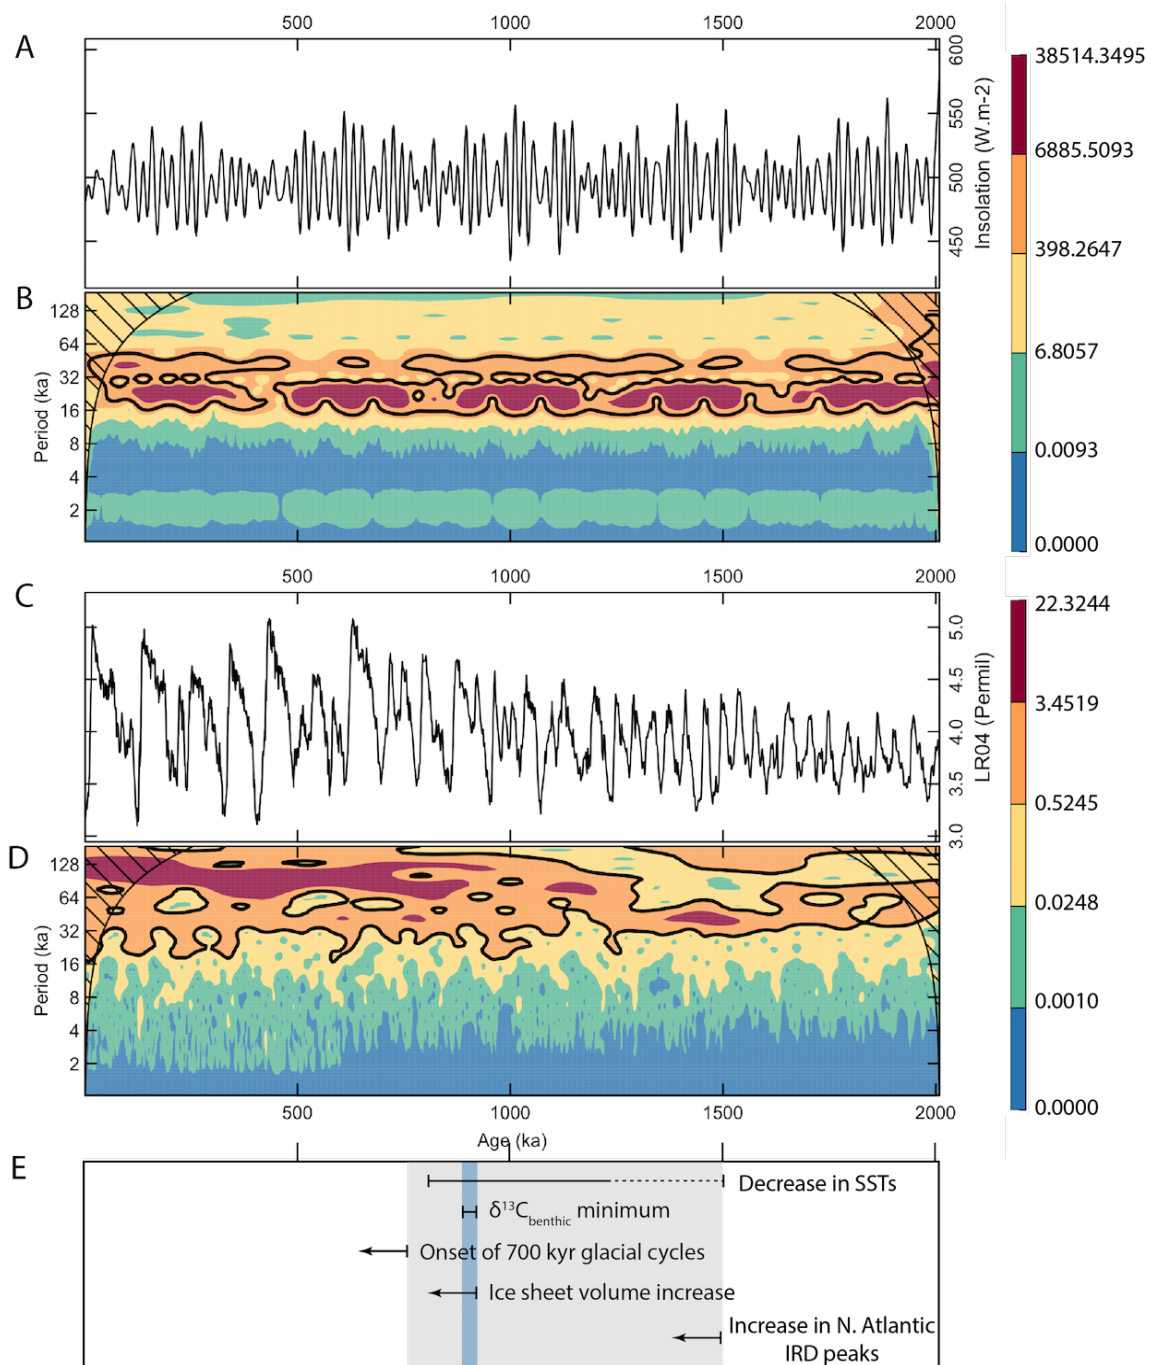 500 1000 1500 2000
A
600
550
500
450
Insolation (W.m-2)
38514.3495
6885.5093
398.2647
6.8057
0.0093
0.0000
B
128
64
32
16
8
4
2
Period (ka)
500 1000 1500 2000
C
5.0
4.5
4.0
3.5
3.0
LR04 (Permil)
22.3244
3.4519
0.5245
0.0248
0.0010
0.0000
D
128
64
32
16
8
4
2
Period (ka)
500 1000 1500 2000
Age (ka)
E
Decrease in SSTs
δ¹³Cbenthic minimum
Onset of 700 kyr glacial cycles
Ice sheet volume increase
Increase in N. Atlantic
IRD peaks